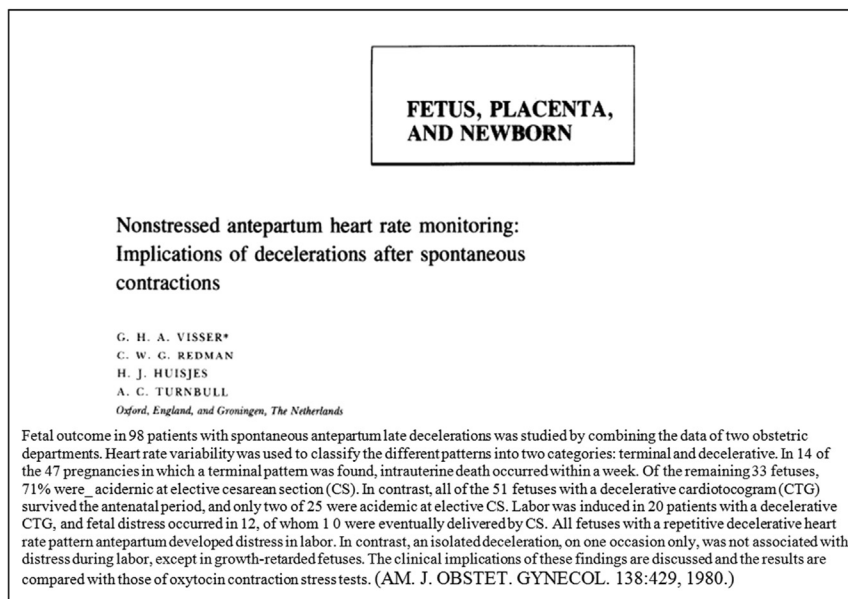 FETUS, PLACENTA,
AND NEWBORN
Nonstressed antepartum heart rate monitoring:
Implications of decelerations after spontaneous
contractions
G. H. A. VISSER*
C. W. G. REDMAN
H. J. HUISJES
A. C. TURNBULL
Oxford, England, and Groningen, The Netherlands
Fetal outcome in 98 patients with spontaneous antepartum late decelerations was studied by combining the data of two obstetric
departments. Heart rate variability was used to classify the different patterns into two categories: terminal and decelerative. In 14 of
the 47 pregnancies in which a terminal pattern was found, intrauterine death occurred within a week. Of the remaining 33 fetuses,
71% were_ acidernic at elective cesarean section (CS). In contrast, all of the 51 fetuses with a decelerative cardiotocogram (CTG)
survived the antenatal period, and only two of 25 were acidemic at elective CS. Labor was induced in 20 patients with a decelerative
CTG, and fetal distress occurred in 12, of whom 1 0 were eventually delivered by CS. All fetuses with a repetitive decelerative heart
rate pattern antepartum developed distress in labor. In contrast, an isolated deceleration, on one occasion only, was not associated with
distress during labor, except in growth-retarded fetuses. The clinical implications of these findings are discussed and the results are
compared with those of oxytocin contraction stress tests. (AM. J. OBSTET. GYNECOL. 138:429, 1980.)